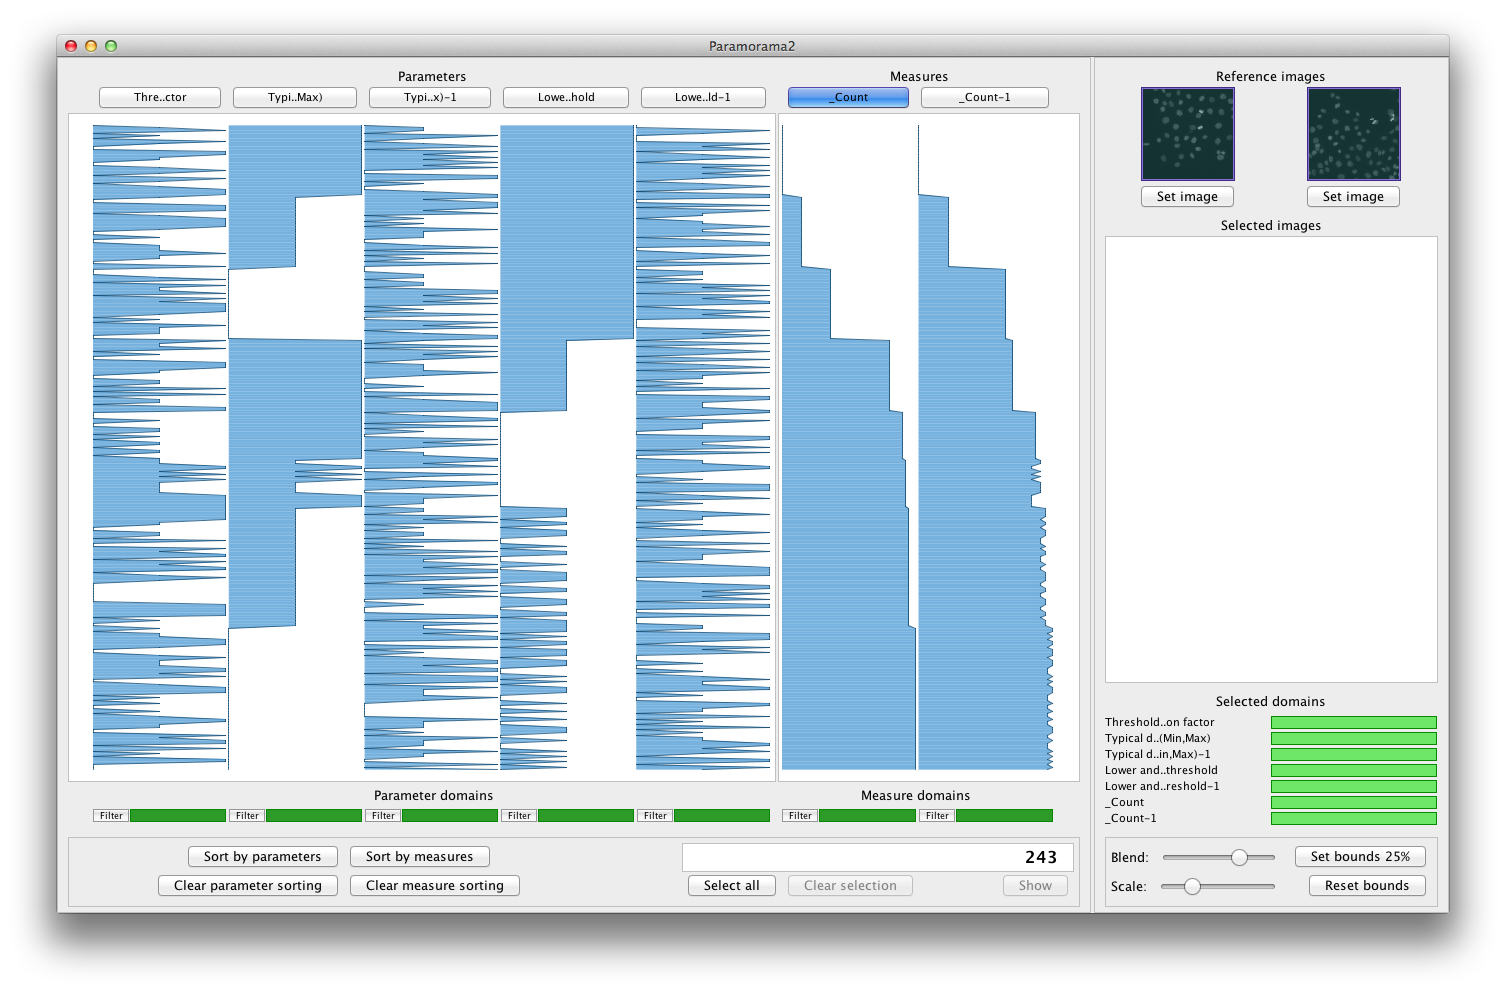 Paramorama2
Parameters
Measures
Reference images
Thre..ctor
Typi..Max)
Typi..x)-1
Lowe..hold
Lowe..ld-1
_Count
_Count-1
Set image
Set image
Selected images
Selected domains
Threshold..on factor
Typical d..(Min,Max)
Typical d..in,Max)-1
Lower and..threshold
Lower and..reshold-1
_Count
_Count-1
Parameter domains
Measure domains
Filter
Filter
Filter
Filter
Filter
Filter
Filter
Sort by parameters
Sort by measures
243
Clear parameter sorting
Clear measure sorting
Select all
Clear selection
Show
Blend:
Set bounds 25%
Scale:
Reset bounds